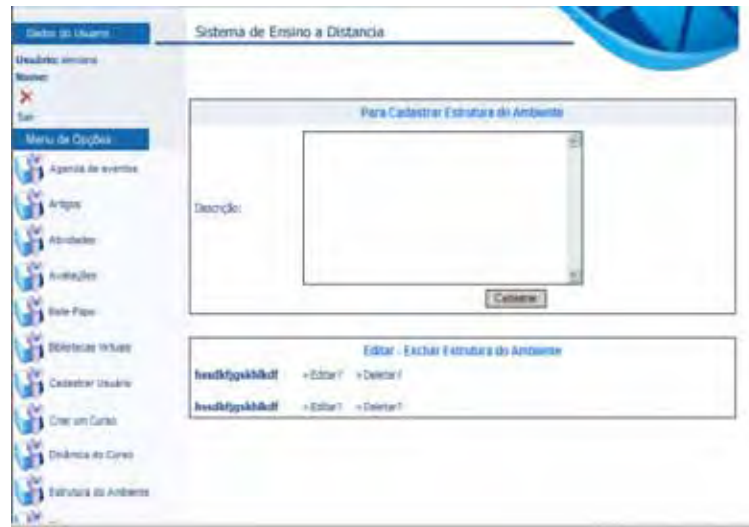 Dados do Usuário
Sistema de Ensino a Distancia
Usuário:
Nome:
Sair
Menu de Opções
Agenda de eventos
Artigos
Atividades
Avaliações
Bate Papo
Bibliotecas Virtuais
Cadastrar Usuário
Criar um Curso
Dinâmica do Curso
Estrutura do Ambiente
Para Cadastrar Estrutura do Ambiente
Descrição:
Cadastrar
Editar - Excluir Estrutura do Ambiente
» Editar? » Deletar?
» Editar? » Deletar?